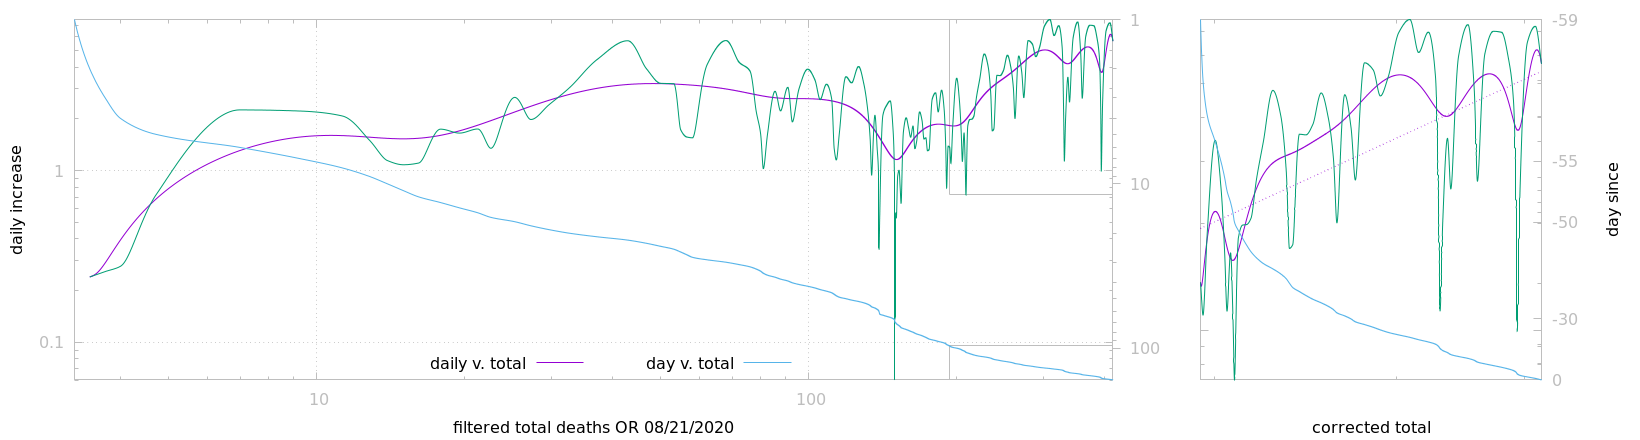 1
-59
daily increase
1
10
-55
-50
day since
0.1
daily v. total
day v. total
100
-30
0
10
100
filtered total deaths OR 08/21/2020
corrected total